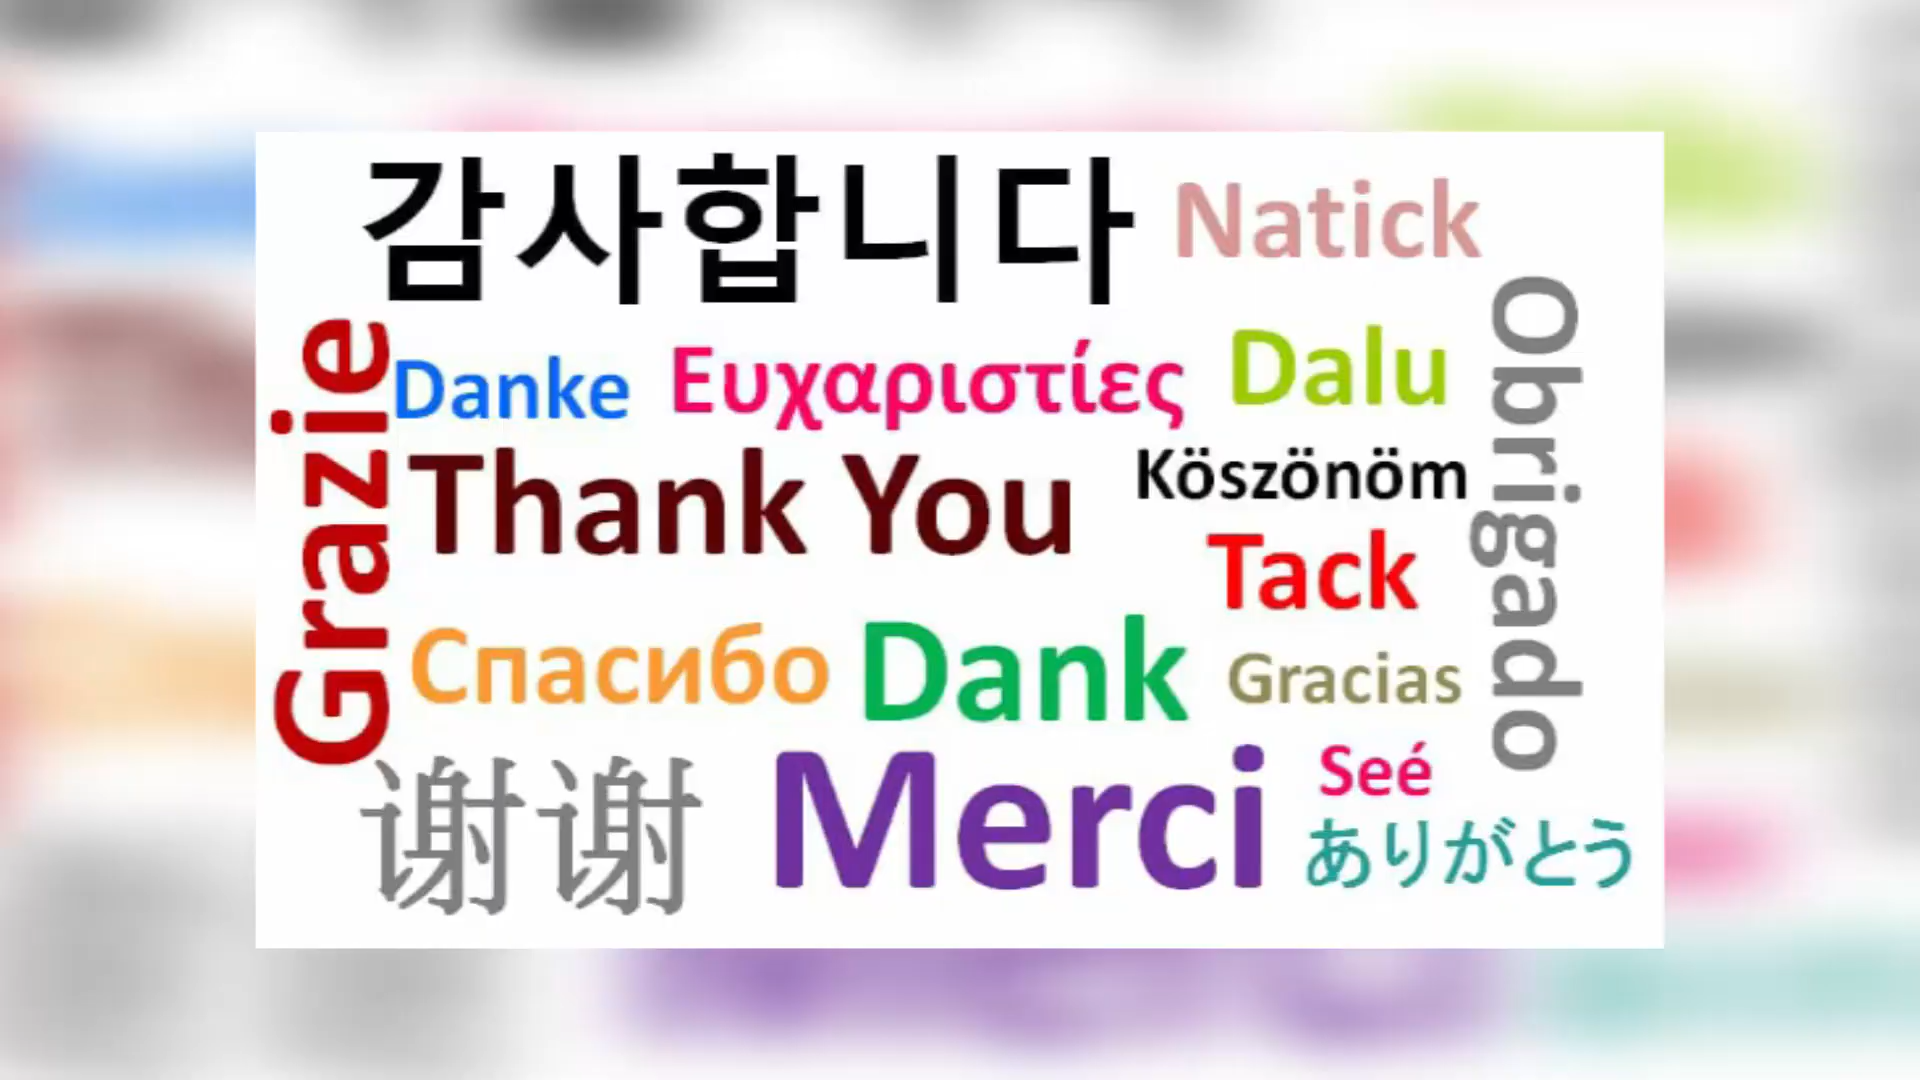 감사합니다
Natick
Grazie
Danke
Ευχαριστίες
Dalu
Obrigado
Thank You
Köszönöm
Tack
Спасибо
Dank
Gracias
谢谢
Merci
Seé
ありがとう